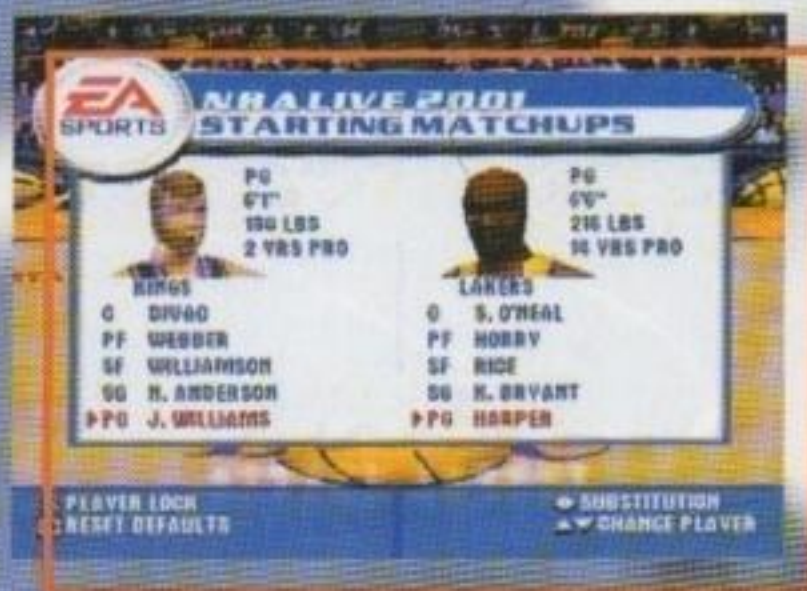 EA
SPORTS
NBA LIVE 2001
STARTING MATCHUPS
PG
6'1"
190 LBS
2 YRS PRO
KINGS
C DIVAC
PF WEBBER
SF WILLIAMSON
SG N. ANDERSON
PG J. WILLIAMS
PG
6'6"
216 LBS
14 YRS PRO
LAKERS
C S. O'NEAL
PF HORRY
SF RICE
SG K. BRYANT
PG HARPER
PLAYER LOCK
RESET DEFAULTS
SUBSTITUTION
CHANGE PLAYER